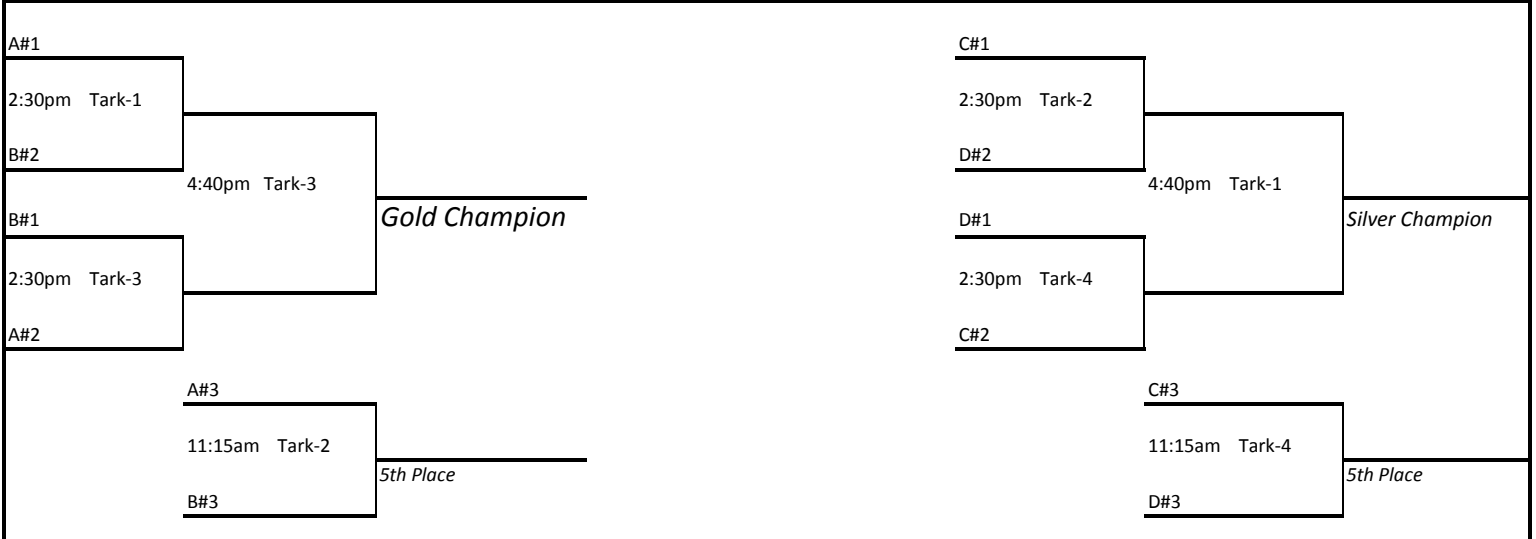 A#1
2:30pm Tark-1
B#2
4:40pm Tark-3
B#1
Gold Champion
2:30pm Tark-3
A#2
A#3
11:15am Tark-2
5th Place
B#3
C#1
2:30pm Tark-2
D#2
4:40pm Tark-1
D#1
Silver Champion
2:30pm Tark-4
C#2
C#3
11:15am Tark-4
5th Place
D#3